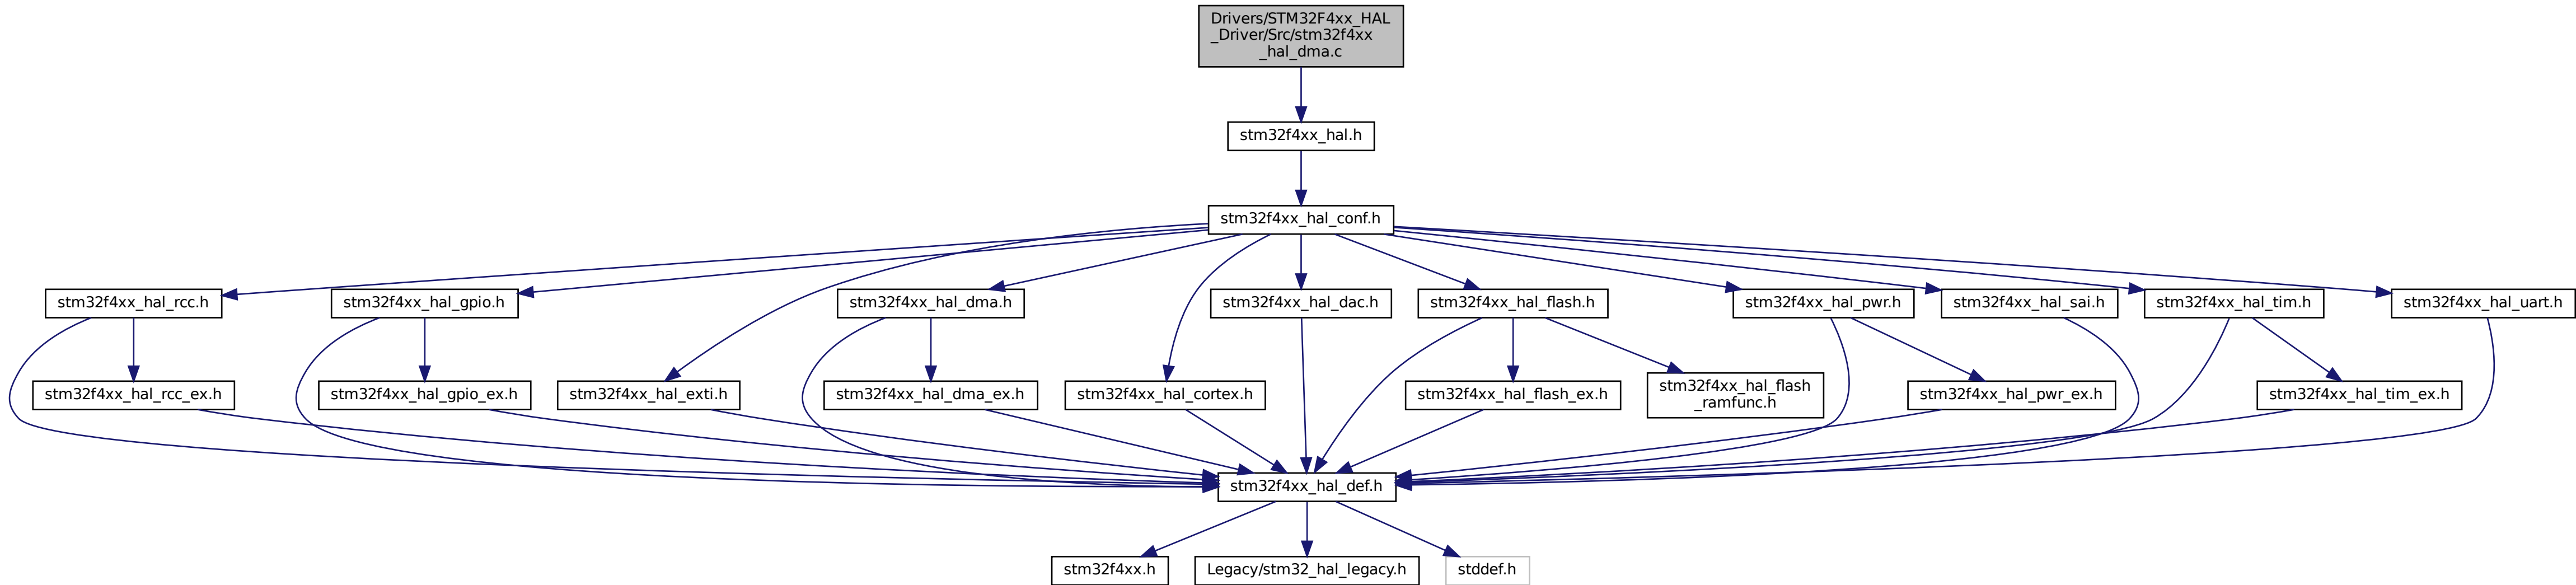 Drivers/STM32F4xx_HAL
_Driver/Src/stm32f4xx
_hal_dma.c
stm32f4xx_hal.h
stm32f4xx_hal_conf.h
stm32f4xx_hal_rcc.h
stm32f4xx_hal_gpio.h
stm32f4xx_hal_dma.h
stm32f4xx_hal_dac.h
stm32f4xx_hal_flash.h
stm32f4xx_hal_pwr.h
stm32f4xx_hal_sai.h
stm32f4xx_hal_tim.h
stm32f4xx_hal_uart.h
stm32f4xx_hal_rcc_ex.h
stm32f4xx_hal_gpio_ex.h
stm32f4xx_hal_exti.h
stm32f4xx_hal_dma_ex.h
stm32f4xx_hal_cortex.h
stm32f4xx_hal_flash_ex.h
stm32f4xx_hal_flash
_ramfunc.h
stm32f4xx_hal_pwr_ex.h
stm32f4xx_hal_tim_ex.h
stm32f4xx_hal_def.h
stm32f4xx.h
Legacy/stm32_hal_legacy.h
stddef.h